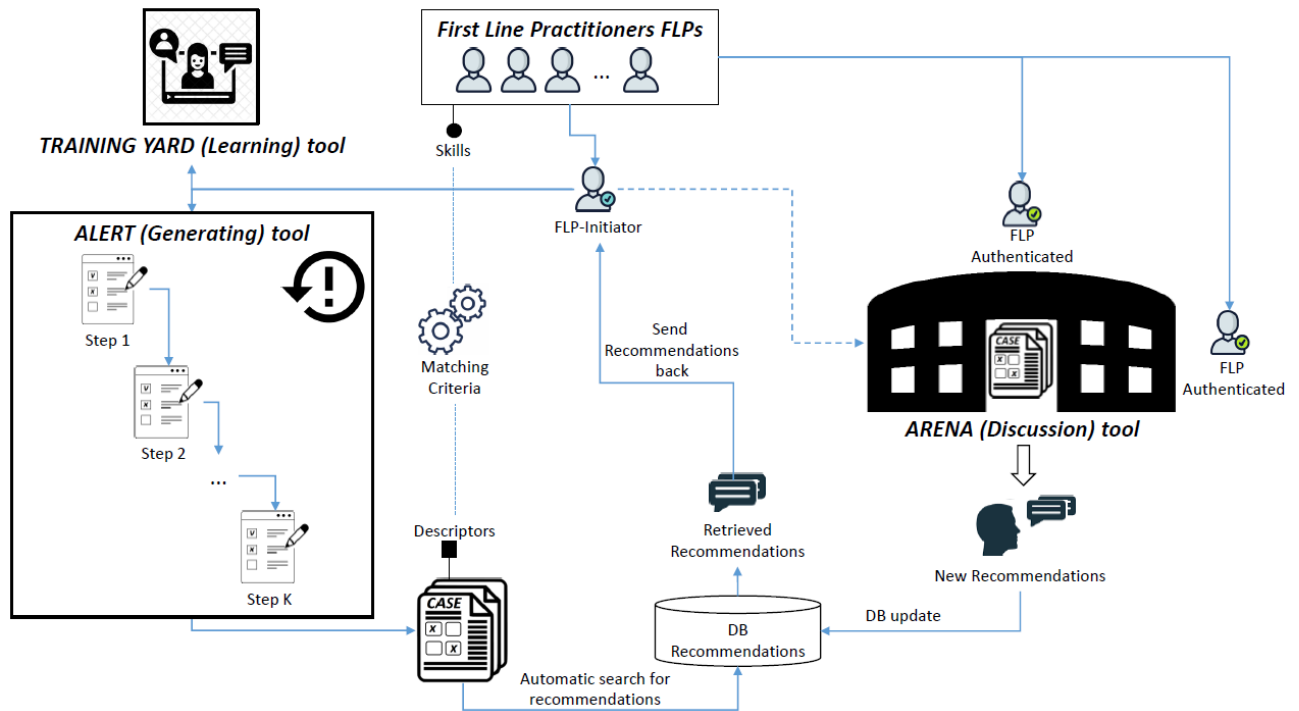 First Line Practitioners FLPs
...
TRAINING YARD (Learning) tool
Skills
FLP-Initiator
ALERT (Generating) tool
V
X
Step 1
V
X
Step 2
...
V
X
Step K
Matching
Criteria
Descriptors
CASE
X
X
Automatic search for
recommendations
Send
Recommendations
back
Retrieved
Recommendations
DB
Recommendations
FLP
Authenticated
FLP
Authenticated
CASE
X
X
ARENA (Discussion) tool
New Recommendations
DB update